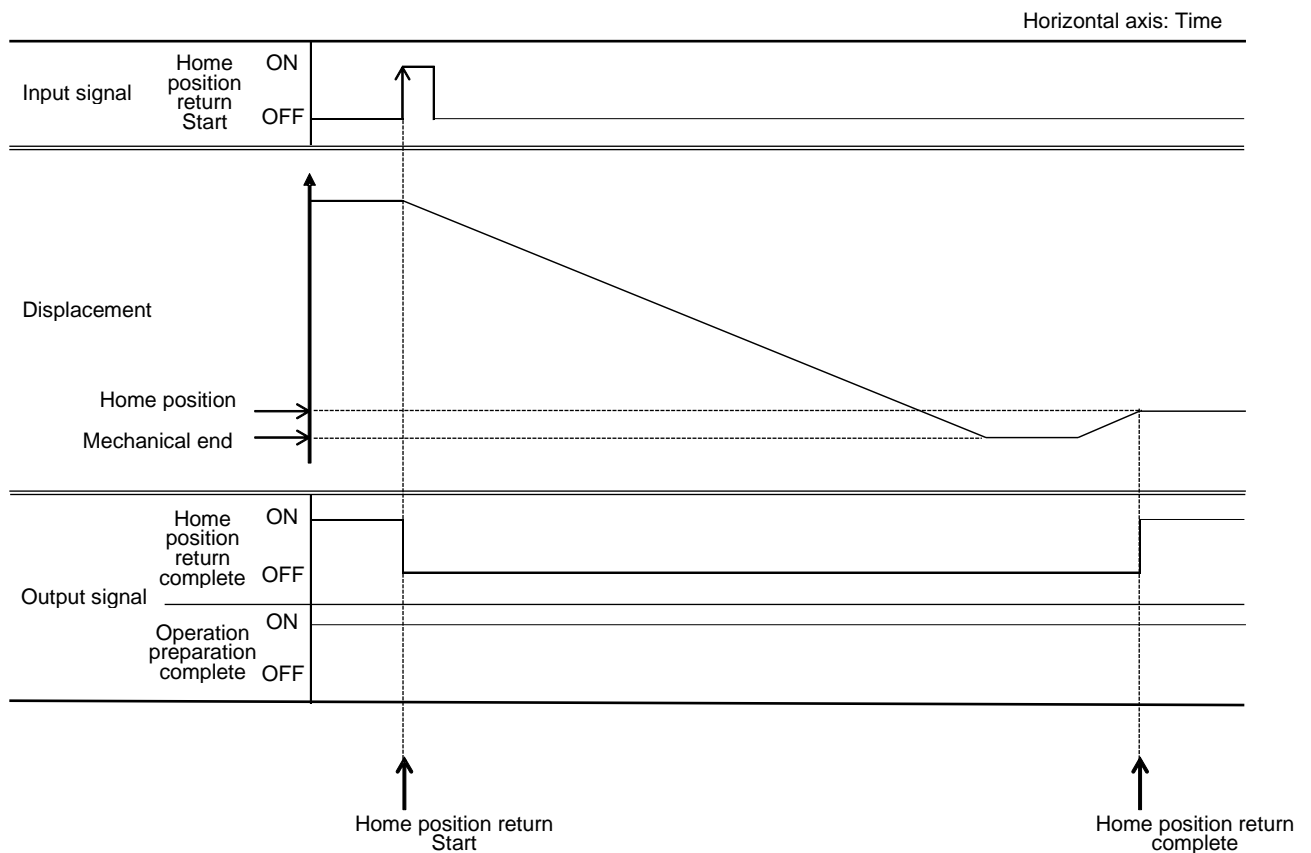 Horizontal axis: Time
Input signal
Home
position
return
Start
ON
OFF
Displacement
Home position
Mechanical end
Output signal
Home
position
return
complete
ON
OFF
Operation
preparation
complete
ON
OFF
Home position return
Start
Home position return
complete